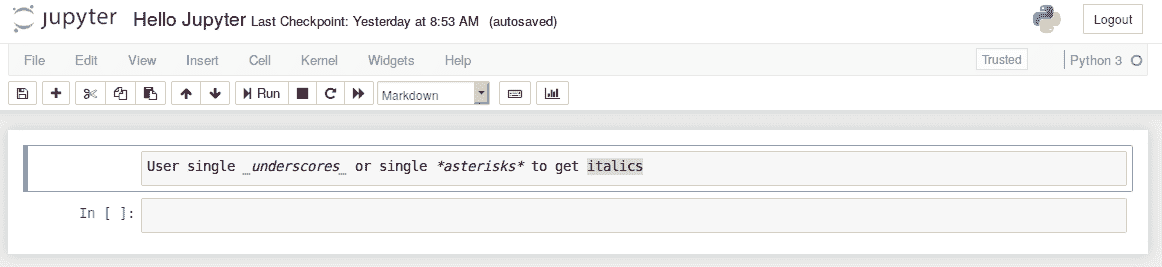 jupyter Hello Jupyter Last Checkpoint: Yesterday at 8:53 AM (autosaved) Logout
File Edit View Insert Cell Kernel Widgets Help Trusted Python 3
Run Markdown
User single _underscores_ or single *asterisks* to get italics
In [ ]: